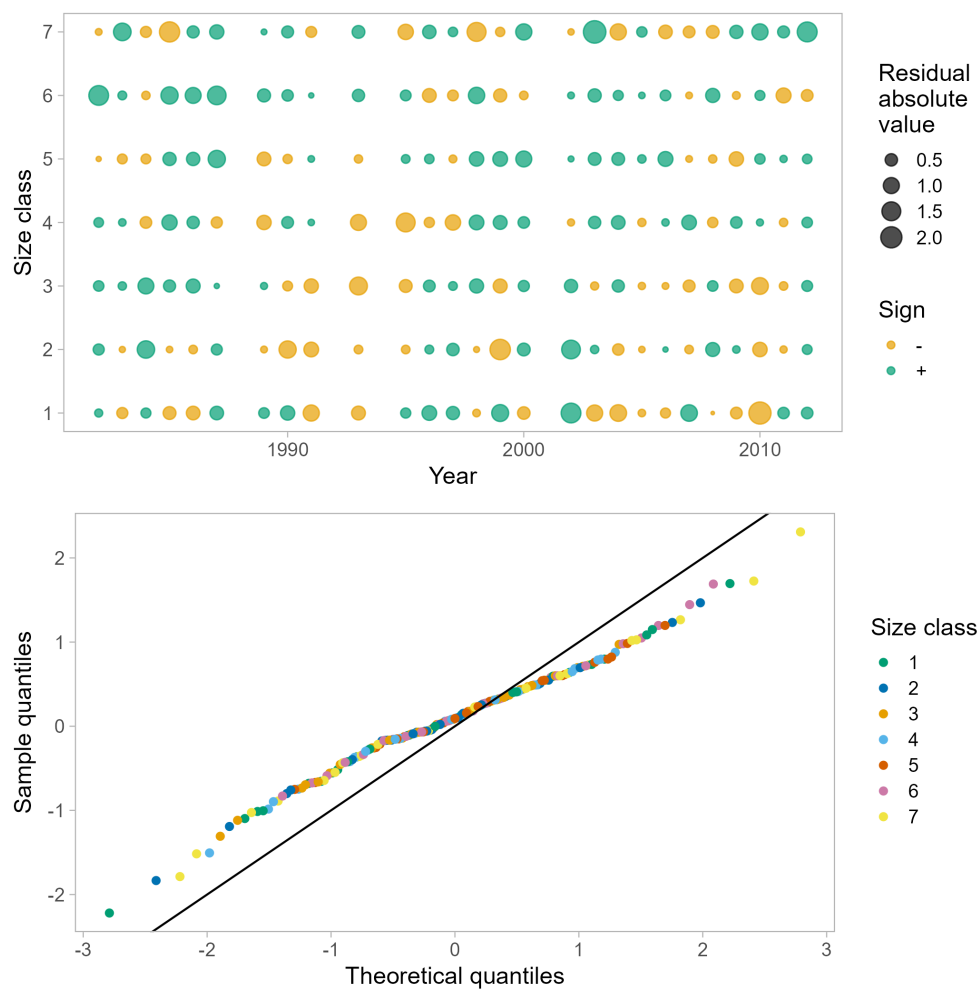 7
6
5
4
3
2
1
Size class
1990 2000 2010
Year
Residual
absolute
value
0.5
1.0
1.5
2.0
Sign
-
+
2
1
0
-1
-2
Sample quantiles
-3 -2 -1 0 1 2 3
Theoretical quantiles
Size class
1
2
3
4
5
6
7